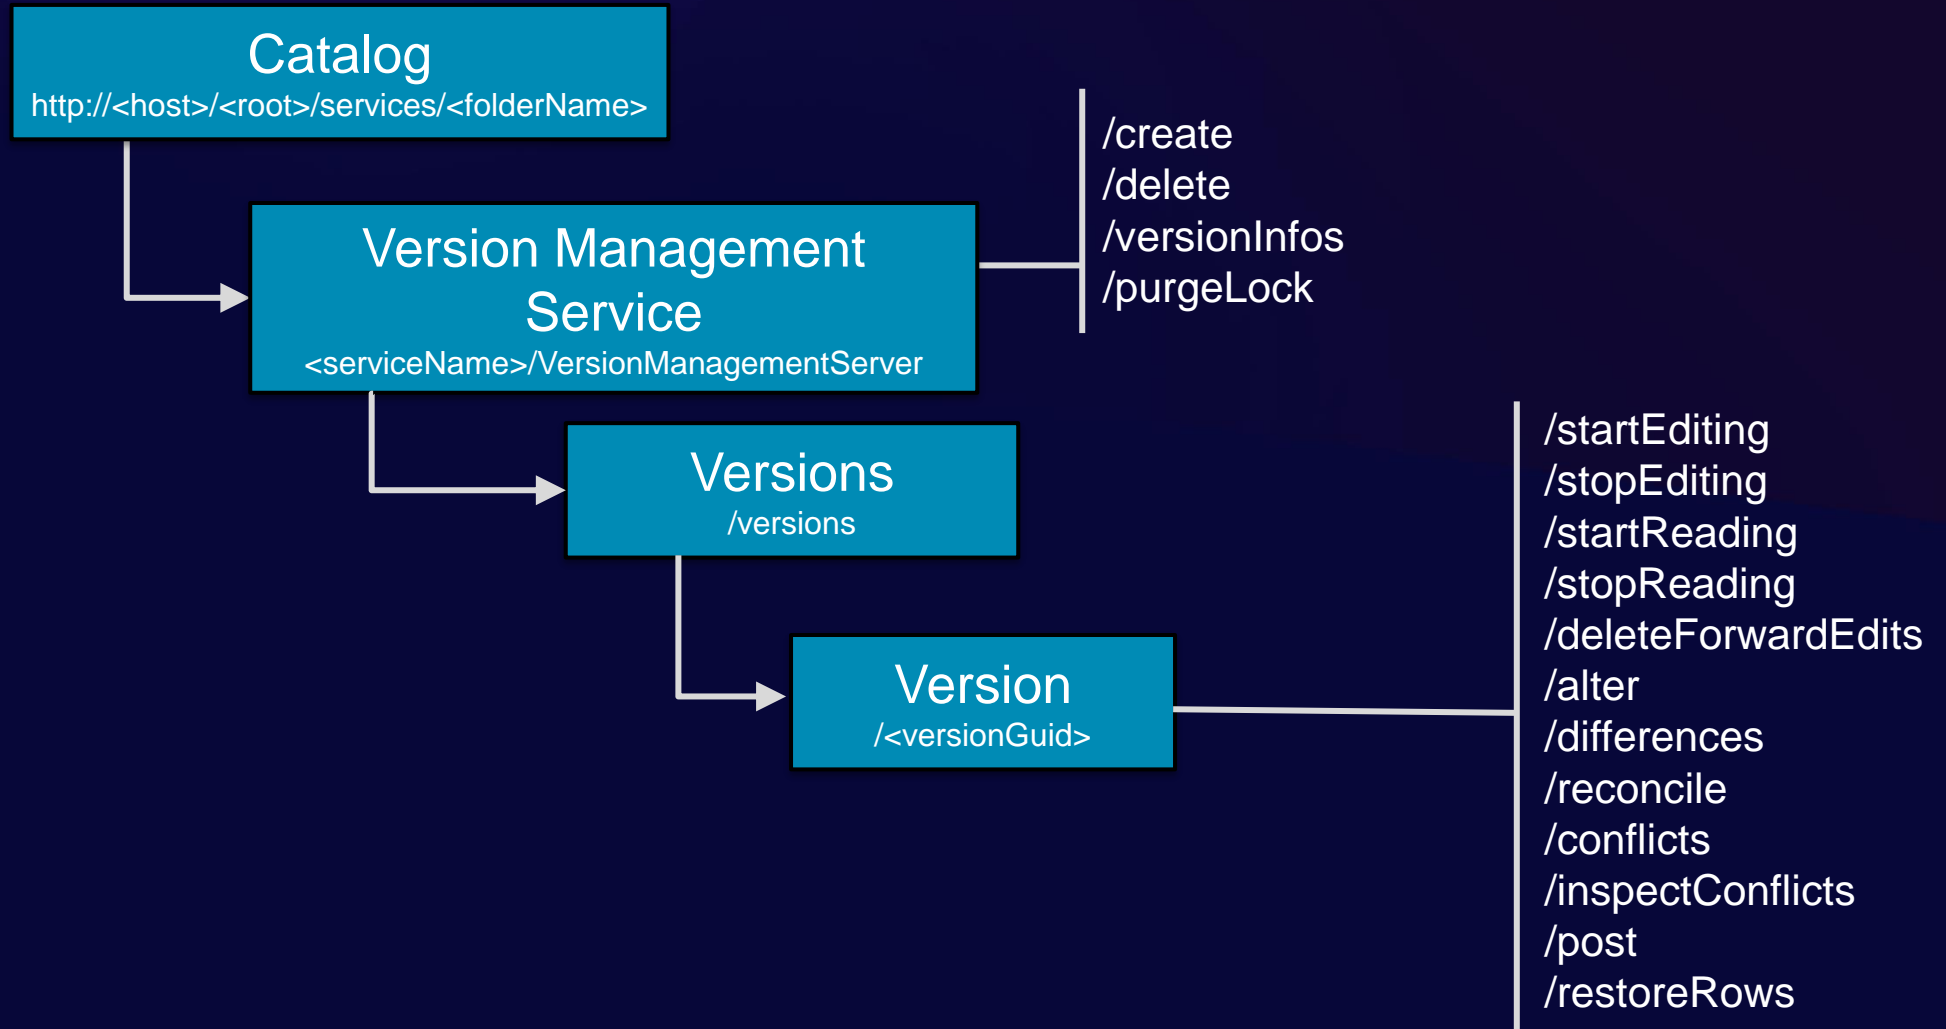 Catalog
http://<host>/<root>/services/<folderName>
Version Management
Service
<serviceName>/VersionManagementServer
/create
/delete
/versionInfos
/purgeLock
Versions
/versions
Version
/<versionGuid>
/startEditing
/stopEditing
/startReading
/stopReading
/deleteForwardEdits
/alter
/differences
/reconcile
/conflicts
/inspectConflicts
/post
/restoreRows